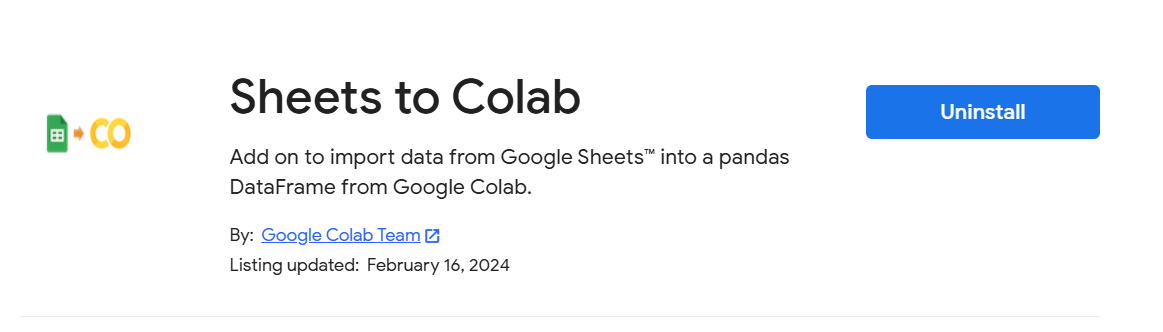 CO
Sheets to Colab
Uninstall
Add on to import data from Google Sheets™ into a pandas
DataFrame from Google Colab.
By: Google Colab Team
Listing updated: February 16, 2024